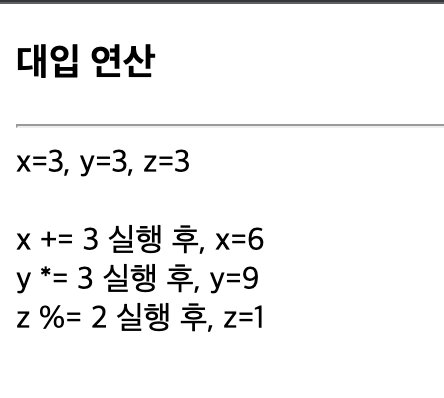 대입 연산
x=3, y=3, z=3
x += 3 실행 후, x=6
y *= 3 실행 후, y=9
z %= 2 실행 후, z=1